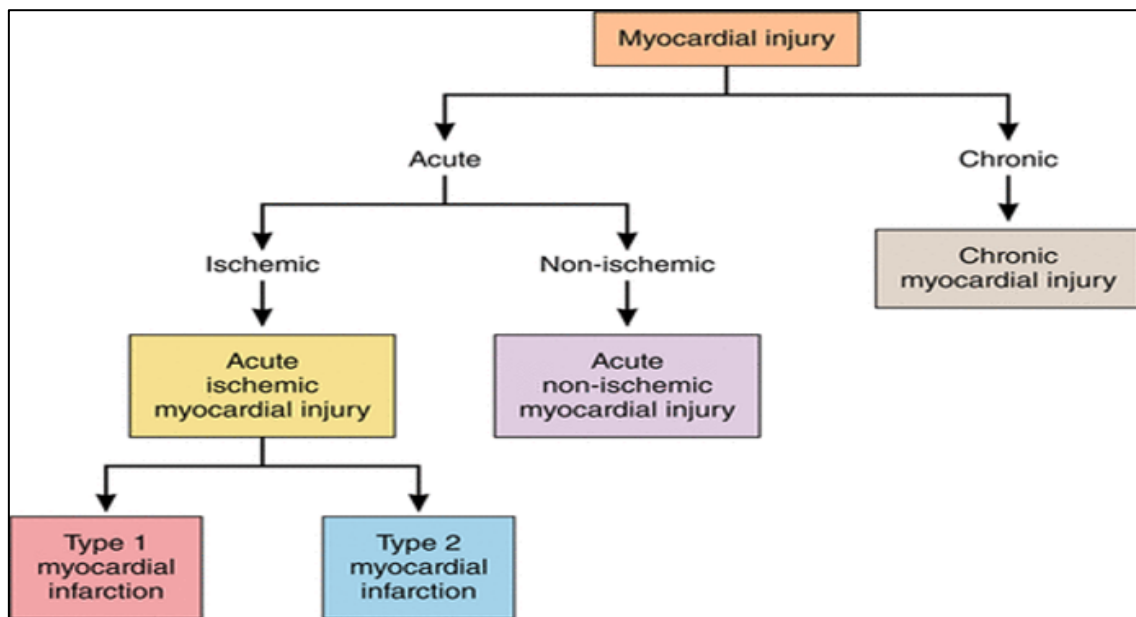 Myocardial injury
Acute
Chronic
Ischemic
Non-ischemic
Chronic
myocardial injury
Acute
ischemic
myocardial injury
Acute
non-ischemic
myocardial injury
Type 1
myocardial
infarction
Type 2
myocardial
infarction